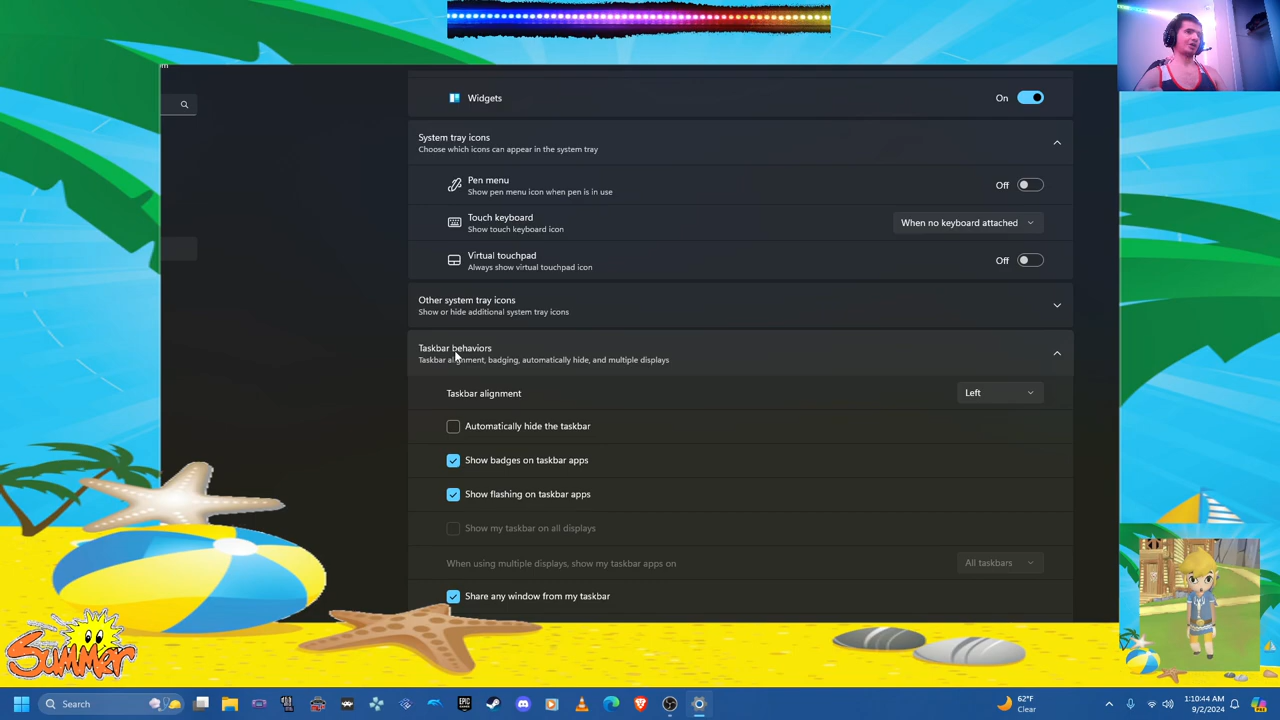 Widgets
On
System tray icons
Choose which icons can appear in the system tray
Pen menu
Show pen menu icon when pen is in use
Off
Touch keyboard
Show touch keyboard icon
When no keyboard attached
Virtual touchpad
Always show virtual touchpad icon
Off
Other system tray icons
Show or hide additional system tray icons
Taskbar behaviors
Taskbar alignment, badging, automatically hide, and multiple displays
Taskbar alignment
Left
Automatically hide the taskbar
Show badges on taskbar apps
Show flashing on taskbar apps
Show my taskbar on all displays
When using multiple displays, show my taskbar apps on
All taskbars
Share any window from my taskbar
Summer
Search
EPIC
62°F
Clear
1:10:44 AM
9/2/2024